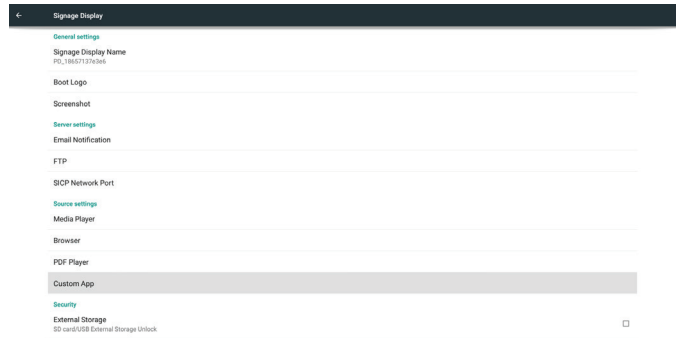 Signage Display
General settings
Signage Display Name
PD_18657137e3e6
Boot Logo
Screenshot
Server settings
Email Notification
FTP
SICP Network Port
Source settings
Media Player
Browser
PDF Player
Custom App
Security
External Storage
SD card/USB External Storage Unlock